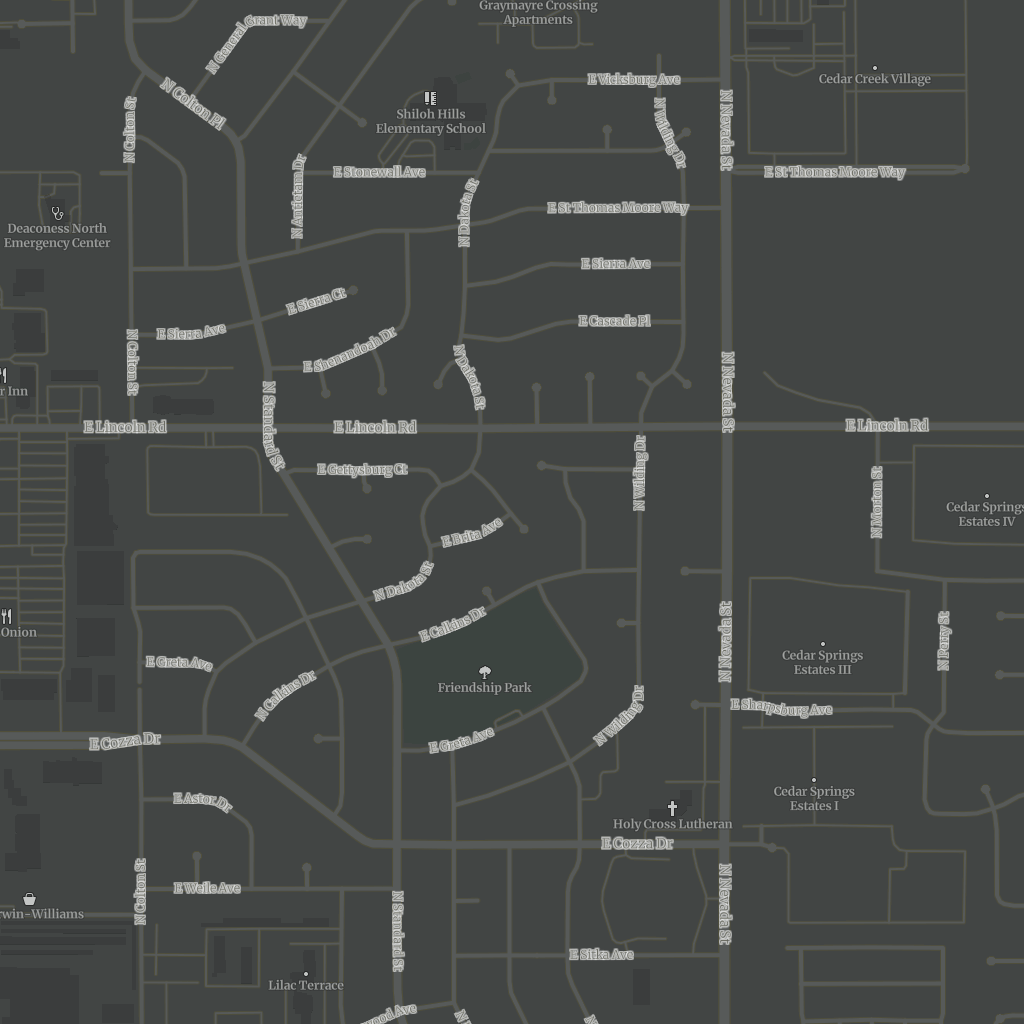 Graymayre Crossing
Apartments
N General Grant Way
E Vicksburg Ave
Cedar Creek Village
N Colton Pl
Shiloh Hills
Elementary School
N Colton St
N Wilding Dr
N Nevada St
E Stonewall Ave
E St Thomas Moore Way
N Antietam Dr
N Dakota St
E St Thomas Moore Way
Deaconess North
Emergency Center
E Sierra Ave
E Sierra Ct
E Cascade Pl
E Sierra Ave
E Shenandoah Dr
N Colton St
N Dakota St
N Nevada St
r Inn
N Standard St
E Lincoln Rd
E Lincoln Rd
E Lincoln Rd
E Gettysburg Ct
N Wilding Dr
N Morton St
Cedar Springs
Estates IV
E Brita Ave
N Dakota St
E Calkins Dr
Onion
N Nevada St
N Perry St
Cedar Springs
Estates III
E Greta Ave
Friendship Park
N Calkins Dr
N Wilding Dr
E Sharpsburg Ave
E Cozza Dr
E Greta Ave
Cedar Springs
Estates I
E Astor Dr
Holy Cross Lutheran
E Cozza Dr
E Weile Ave
N Colton St
rwin-Williams
N Standard St
N Nevada St
E Sitka Ave
Lilac Terrace
wood Ave